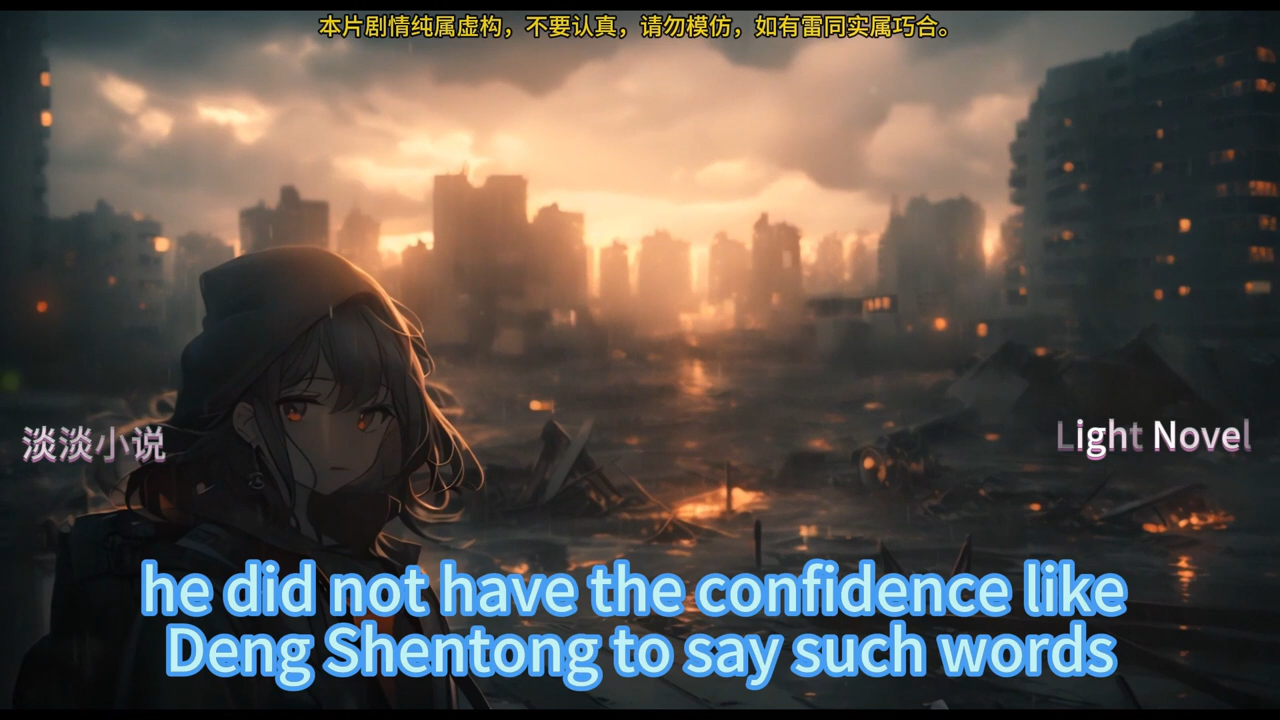 本片剧情纯属虚构，不要认真，请勿模仿，如有雷同实属巧合。
淡淡小说
Light Novel
he did not have the confidence like
Deng Shentong to say such words